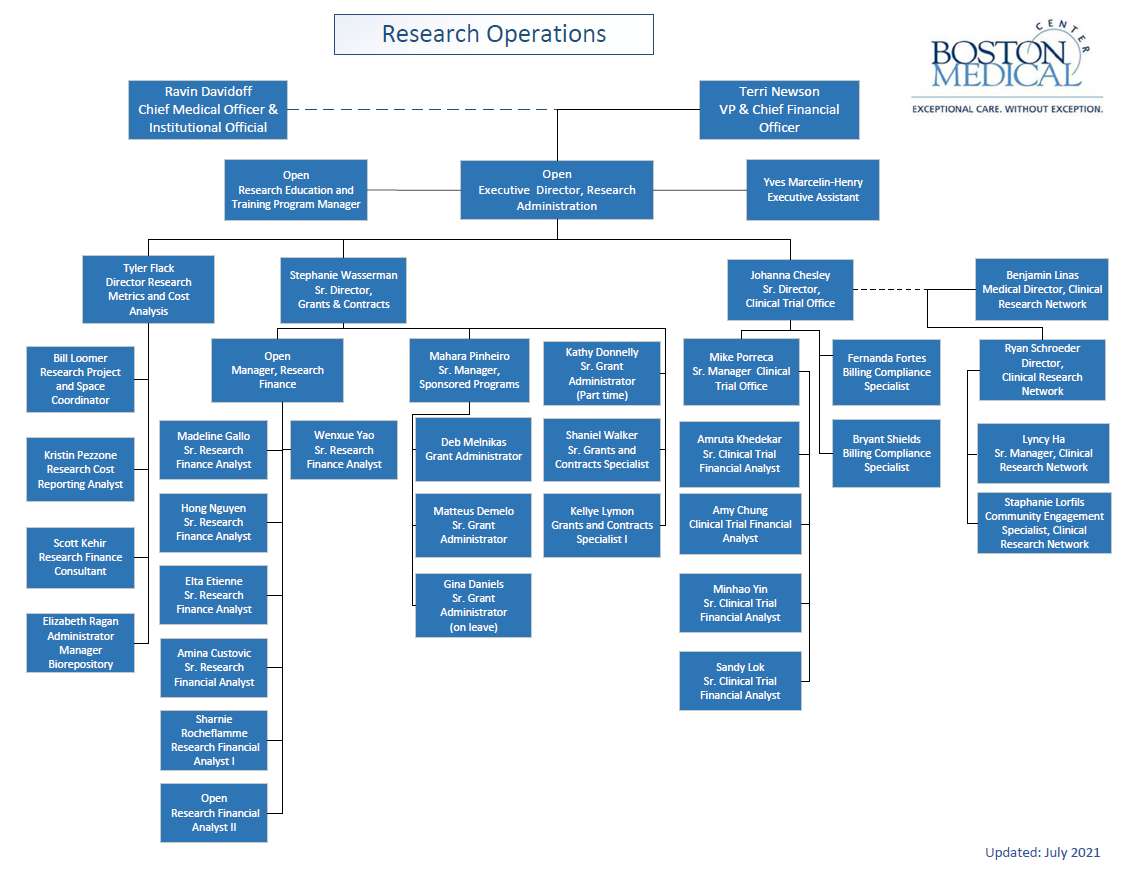 Research Operations
CENTER
BOSTON
MEDICAL
EXCEPTIONAL CARE. WITHOUT EXCEPTION.
Ravin Davidoff
Chief Medical Officer &
Institutional Official
Terri Newson
VP & Chief Financial
Officer
Open
Research Education and
Training Program Manager
Open
Executive Director, Research
Administration
Yves Marcelin-Henry
Executive Assistant
Tyler Flack
Director Research
Metrics and Cost
Analysis
Stephanie Wasserman
Sr. Director,
Grants & Contracts
Johanna Chesley
Sr. Director,
Clinical Trial Office
Benjamin Linas
Medical Director, Clinical
Research Network
Bill Loomer
Research Project
and Space
Coordinator
Kristin Pezzone
Research Cost
Reporting Analyst
Scott Kehir
Research Finance
Consultant
Elizabeth Ragan
Administrator
Manager
Biorepository
Open
Manager, Research
Finance
Madeline Gallo
Sr. Research
Finance Analyst
Wenxue Yao
Sr. Research
Finance Analyst
Hong Nguyen
Sr. Research
Finance Analyst
Elta Etienne
Sr. Research
Finance Analyst
Amina Custovic
Sr. Research
Financial Analyst
Sharnie
Rocheflamme
Research Financial
Analyst I
Open
Research Financial
Analyst II
Mahara Pinheiro
Sr. Manager,
Sponsored Programs
Deb Melnikas
Grant Administrator
Matteus Demelo
Sr. Grant
Administrator
Gina Daniels
Sr. Grant
Administrator
(on leave)
Kathy Donnelly
Sr. Grant
Administrator
(Part time)
Shaniel Walker
Sr. Grants and
Contracts Specialist
Kellye Lymon
Grants and Contracts
Specialist I
Mike Porreca
Sr. Manager Clinical
Trial Office
Amruta Khedekar
Sr. Clinical Trial
Financial Analyst
Amy Chung
Clinical Trial Financial
Analyst
Minhao Yin
Sr. Clinical Trial
Financial Analyst
Sandy Lok
Sr. Clinical Trial
Financial Analyst
Fernanda Fortes
Billing Compliance
Specialist
Bryant Shields
Billing Compliance
Specialist
Ryan Schroeder
Director,
Clinical Research
Network
Lyncy Ha
Sr. Manager, Clinical
Research Network
Staphanie Lorfils
Community Engagement
Specialist, Clinical
Research Network
Updated: July 2021